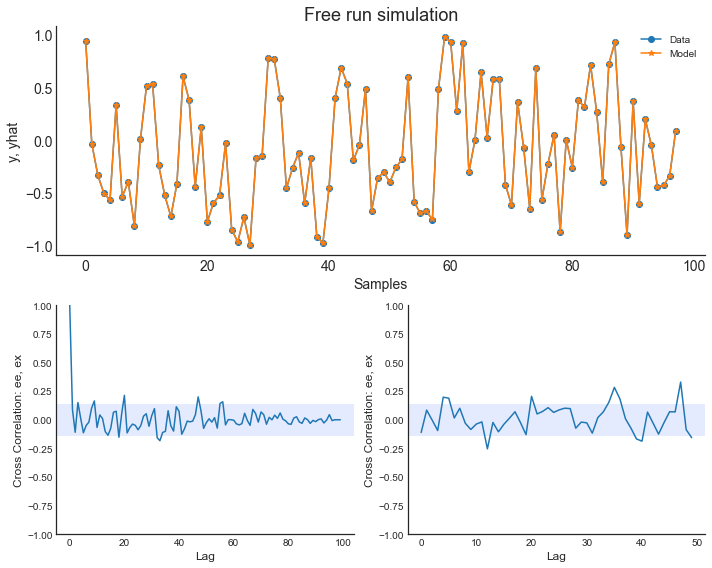 Free run simulation
Data
Model
y, yhat
1.0
0.5
0.0
−0.5
−1.0
0 20 40 60 80 100
Samples
Cross Correlation: ee, ex
1.00
0.75
0.50
0.25
0.00
−0.25
−0.50
−0.75
−1.00
0 20 40 60 80 100
Lag
Cross Correlation: ee, ex
1.00
0.75
0.50
0.25
0.00
−0.25
−0.50
−0.75
−1.00
0 10 20 30 40 50
Lag